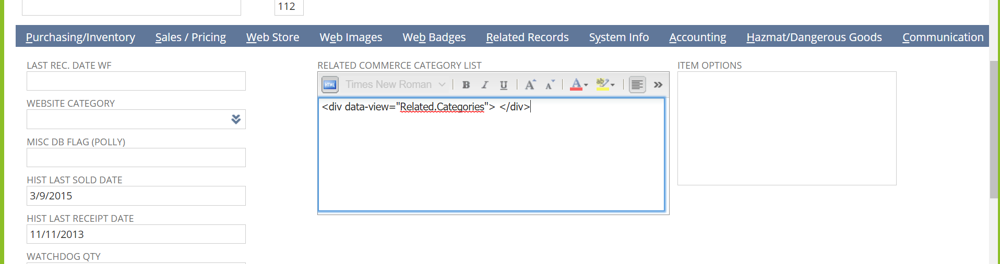 112
Purchasing/Inventory Sales / Pricing Web Store Web Images Web Badges Related Records System Info Accounting Hazmat/Dangerous Goods Communication
LAST REC. DATE WF
WEBSITE CATEGORY
MISC DB FLAG (POLLY)
HIST LAST SOLD DATE
3/9/2015
HIST LAST RECEIPT DATE
11/11/2013
WATCHDOG QTY
RELATED COMMERCE CATEGORY LIST
HTML Times New Roman B I U A A A ab »
<div data-view="Related.Categories"> </div>
ITEM OPTIONS